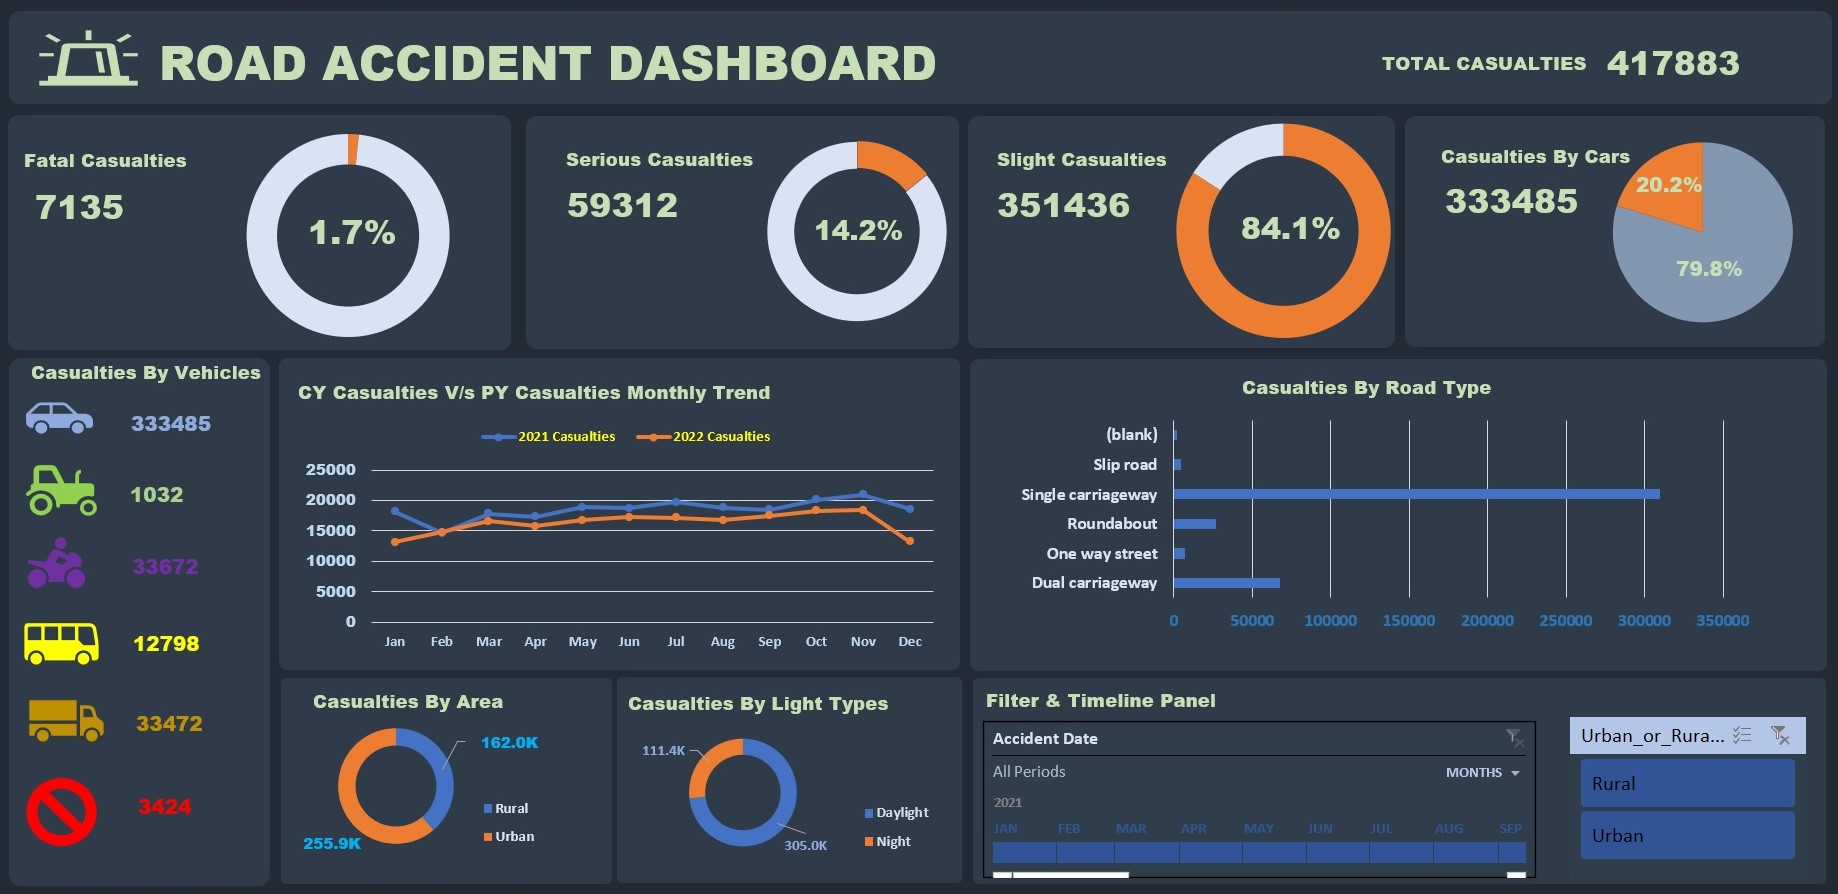 ROAD ACCIDENT DASHBOARD
TOTAL CASUALTIES 417883
Fatal Casualties
7135
1.7%
Serious Casualties
59312
14.2%
Slight Casualties
351436
84.1%
Casualties By Cars
333485
20.2%
79.8%
Casualties By Vehicles
333485
1032
33672
12798
33472
3424
CY Casualties V/s PY Casualties Monthly Trend
2021 Casualties 2022 Casualties
25000
20000
15000
10000
5000
0
Jan Feb Mar Apr May Jun Jul Aug Sep Oct Nov Dec
Casualties By Road Type
(blank)
Slip road
Single carriageway
Roundabout
One way street
Dual carriageway
0 50000 100000 150000 200000 250000 300000 350000
Casualties By Area
162.0K
Rural
Urban
255.9K
Casualties By Light Types
111.4K
Daylight
Night
305.0K
Filter & Timeline Panel
Accident Date
All Periods MONTHS
2021
JAN FEB MAR APR MAY JUN JUL AUG SEP
Urban_or_Rura...
Rural
Urban